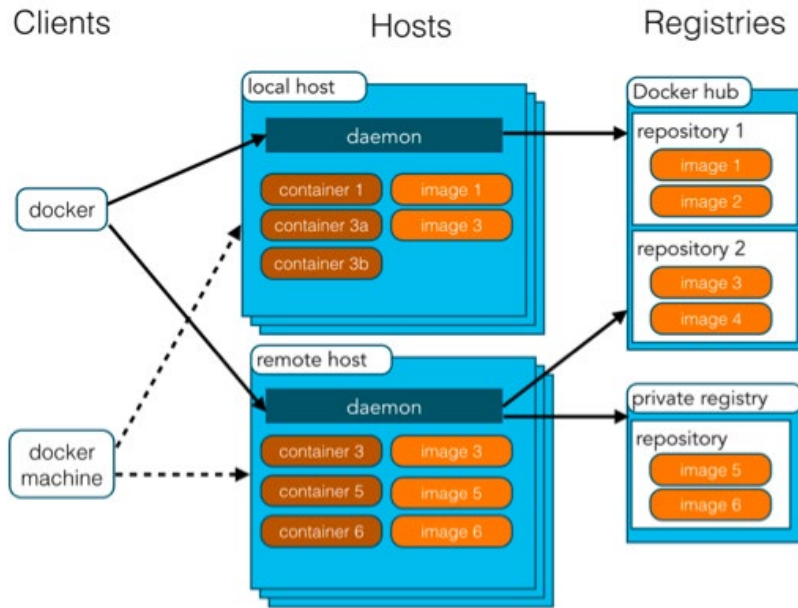 Clients
Hosts
Registries
docker
docker
machine
local host
daemon
container 1
image 1
container 3a
image 3
container 3b
remote host
daemon
container 3
image 3
container 5
image 5
container 6
image 6
Docker hub
repository 1
image 1
image 2
repository 2
image 3
image 4
private registry
repository
image 5
image 6